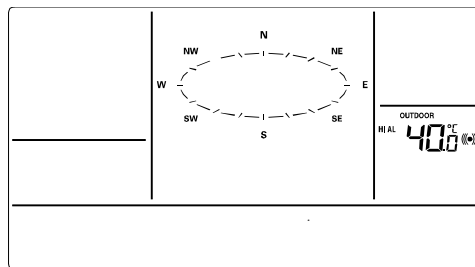 N
NW NE
W E
SW SE
S
OUTDOOR
HI AL 40.0 °C